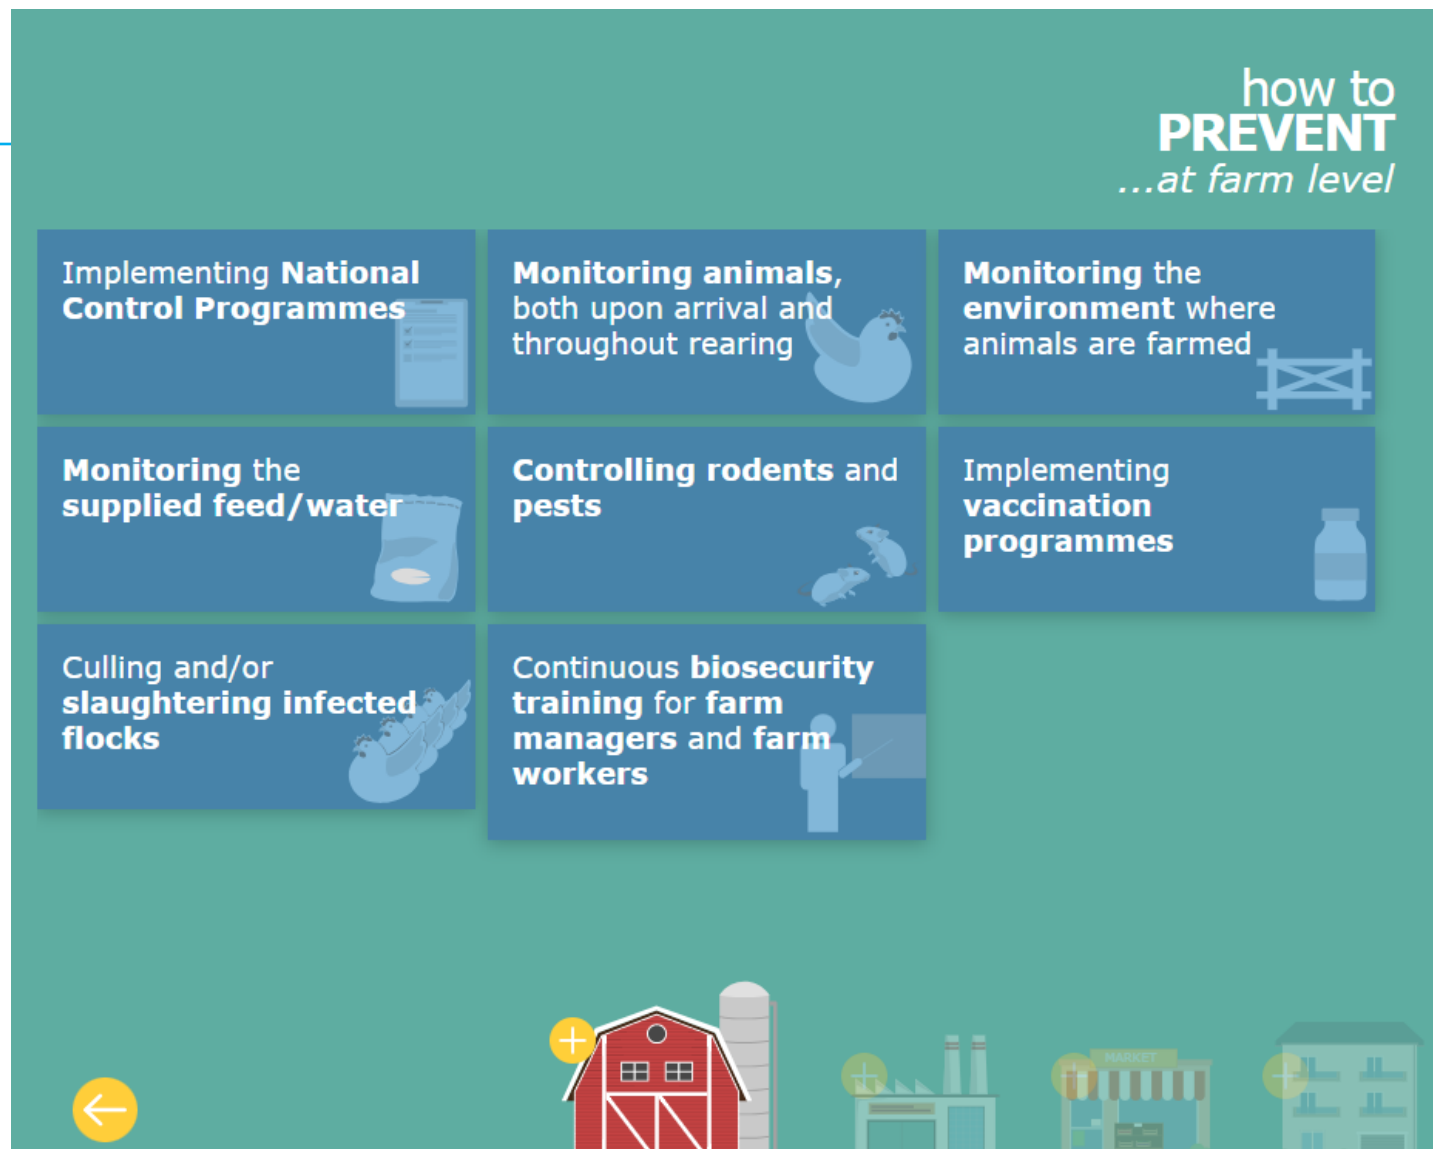 how to
PREVENT
...at farm level
Implementing National
Control Programmes
Monitoring animals,
both upon arrival and
throughout rearing
Monitoring the
environment where
animals are farmed
Monitoring the
supplied feed/water
Controlling rodents and
pests
Implementing
vaccination
programmes
Culling and/or
slaughtering infected
flocks
Continuous biosecurity
training for farm
managers and farm
workers
MARKET